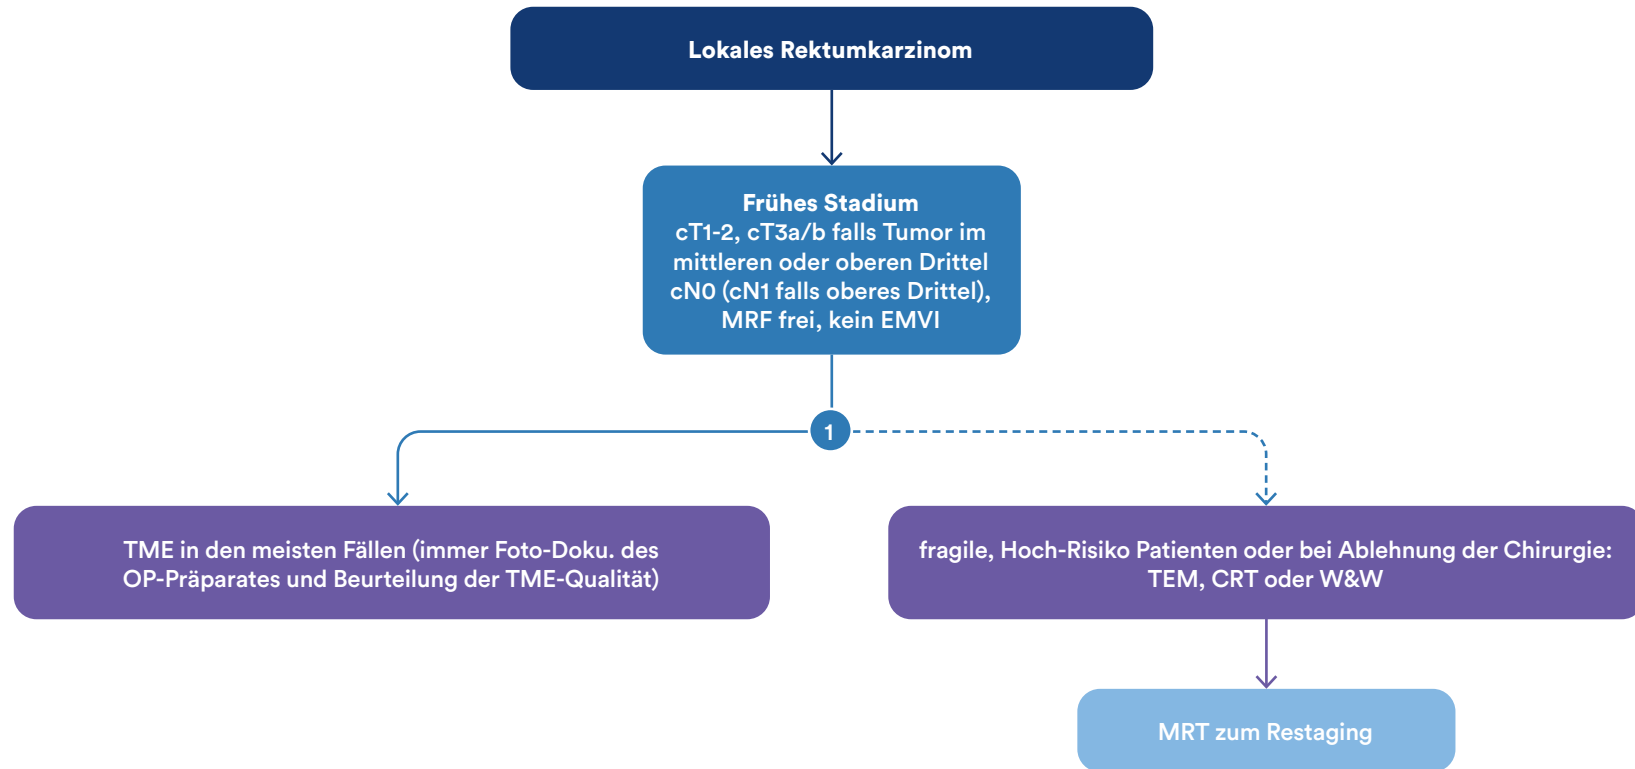 Lokales Rektumkarzinom
Frühes Stadium
cT1-2, cT3a/b falls Tumor im
mittleren oder oberen Drittel
cN0 (cN1 falls oberes Drittel),
MRF frei, kein EMVI
1
TME in den meisten Fällen (immer Foto-Doku. des
OP-Präparates und Beurteilung der TME-Qualität)
fragile, Hoch-Risiko Patienten oder bei Ablehnung der Chirurgie:
TEM, CRT oder W&W
MRT zum Restaging